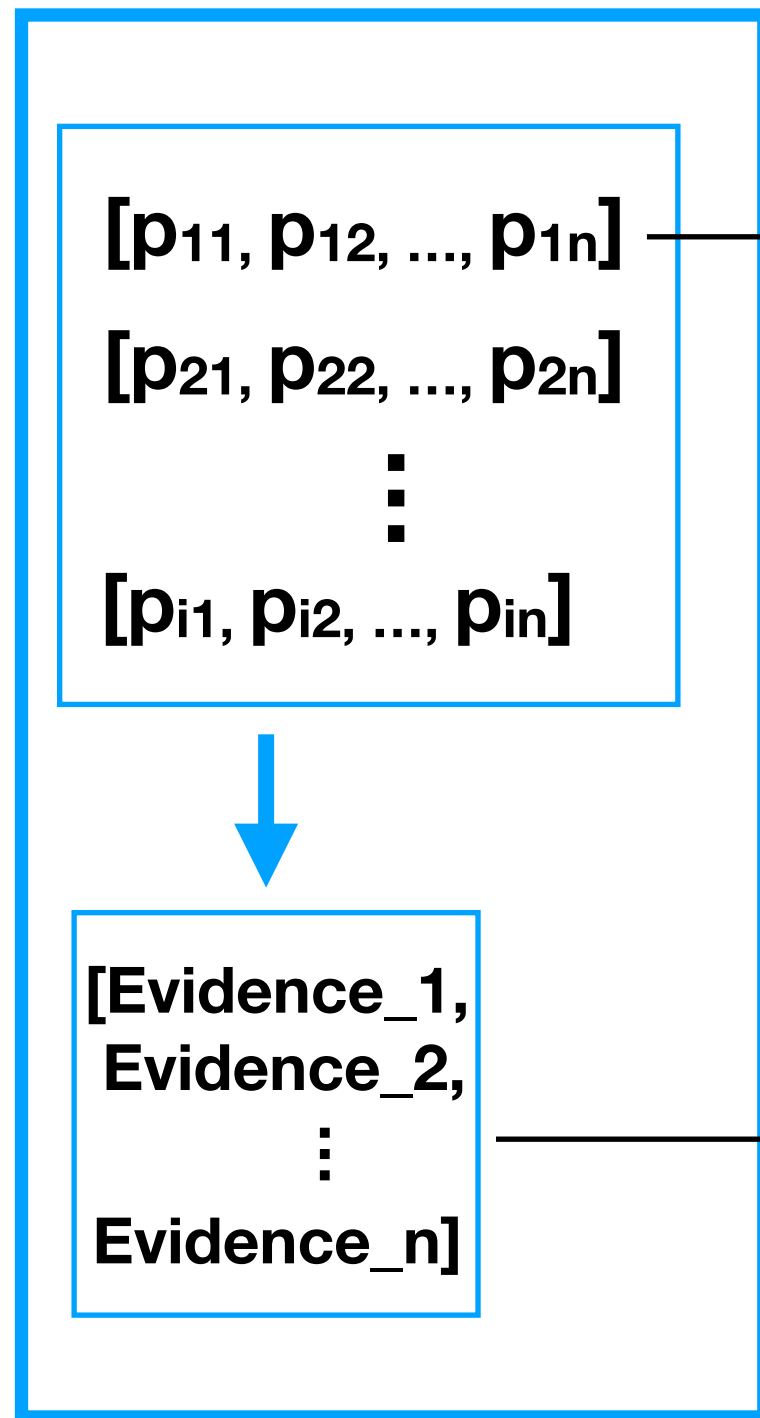 [p11, p12, ..., p1n]
[p21, p22, ..., p2n]
⋮
[pi1, pi2, ..., pin]
[Evidence_1,
Evidence_2,
⋮
Evidence_n]